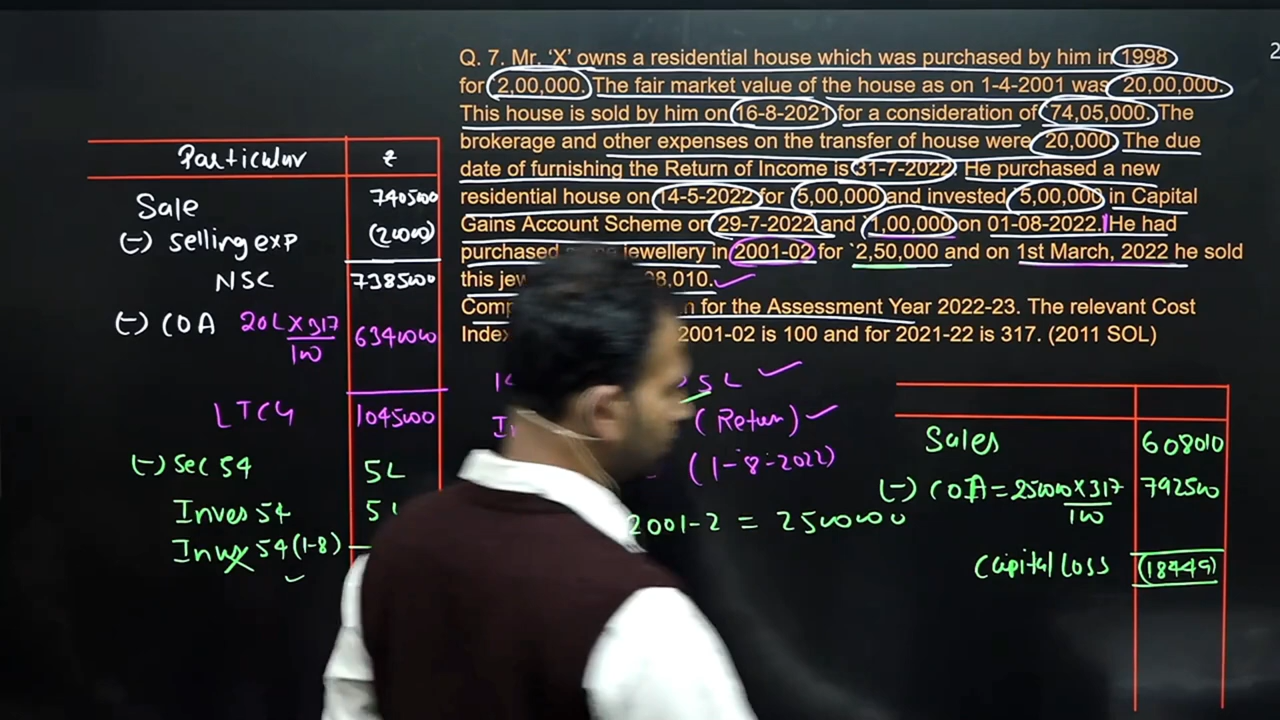 Q. 7. Mr. 'X' owns a residential house which was purchased by him in 1998
for `2,00,000. The fair market value of the house as on 1-4-2001 was `20,00,000.
This house is sold by him on 16-8-2021 for a consideration of `74,05,000. The
brokerage and other expenses on the transfer of house were `20,000. The due
date of furnishing the Return of Income is 31-7-2022. He purchased a new
residential house on 14-5-2022 for `5,00,000 and invested `5,00,000 in Capital
Gains Account Scheme or 29-7-2022 and `1,00,000 on 01-08-2022. He had
purchased jewellery in 2001-02 for `2,50,000 and on 1st March, 2022 he sold
this 8,010.
for the Assessment Year 2022-23. The relevant Cost
2001-02 is 100 and for 2021-22 is 317. (2011 SOL)
2
Particular ₹
Sale 7405000
(-) Selling exp (20000)
NSC 7385000
(-) COA 20L×317/100 6340000
LTCG 1045000
(-) Sec 54 5L
Inves 54 5L
Inv 54 (1-8) —
5L
(Return)
(1-8-2022)
2001-2 = 2500000
Sales 608010
(-) COA = 250000×317/100 792500
Capital Loss (18449)